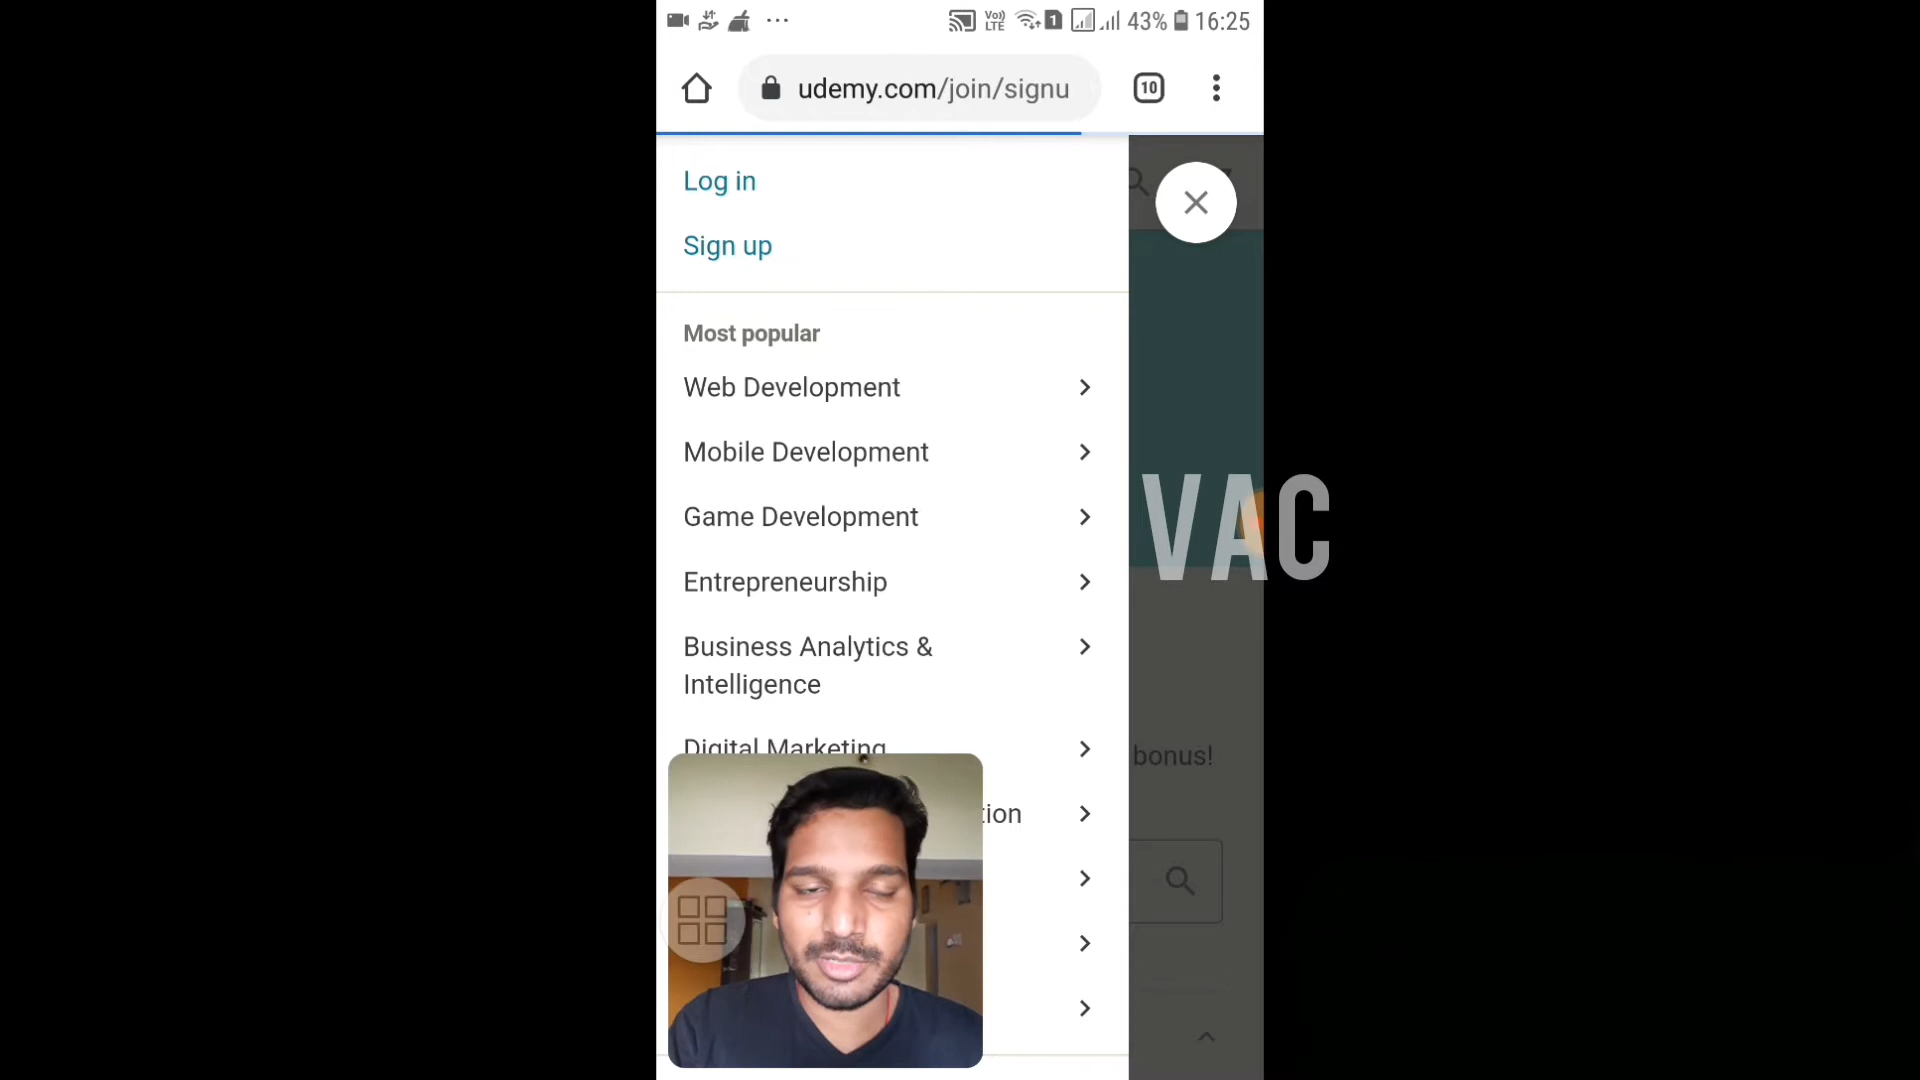 43% 16:25
udemy.com/join/signu
10
Log in
Sign up
Most popular
Web Development
Mobile Development
Game Development
Entrepreneurship
Business Analytics &
Intelligence
Digital Marketing
VAC
bonus!
tion